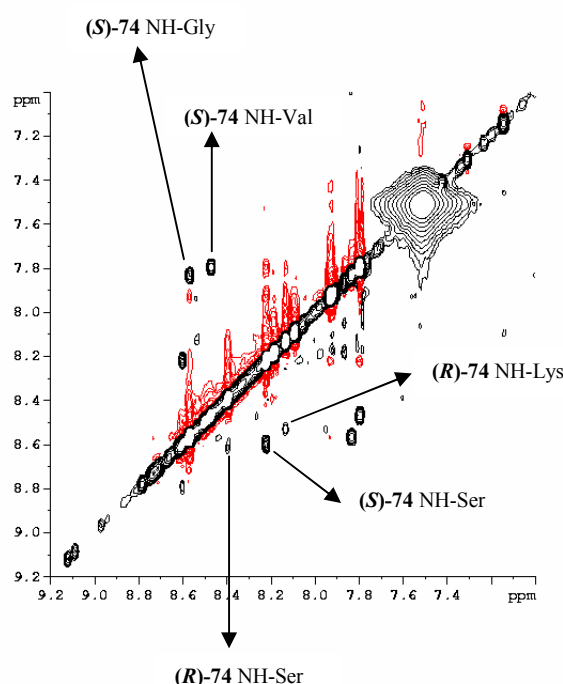 (S)-74 NH-Gly
(S)-74 NH-Val
ppm
7.2
7.4
7.6
7.8
8.0
8.2
8.4
8.6
8.8
9.0
9.2
(R)-74 NH-Lys
(S)-74 NH-Ser
9.2 9.0 8.8 8.6 8.4 8.2 8.0 7.8 7.6 7.4 ppm
(R)-74 NH-Ser